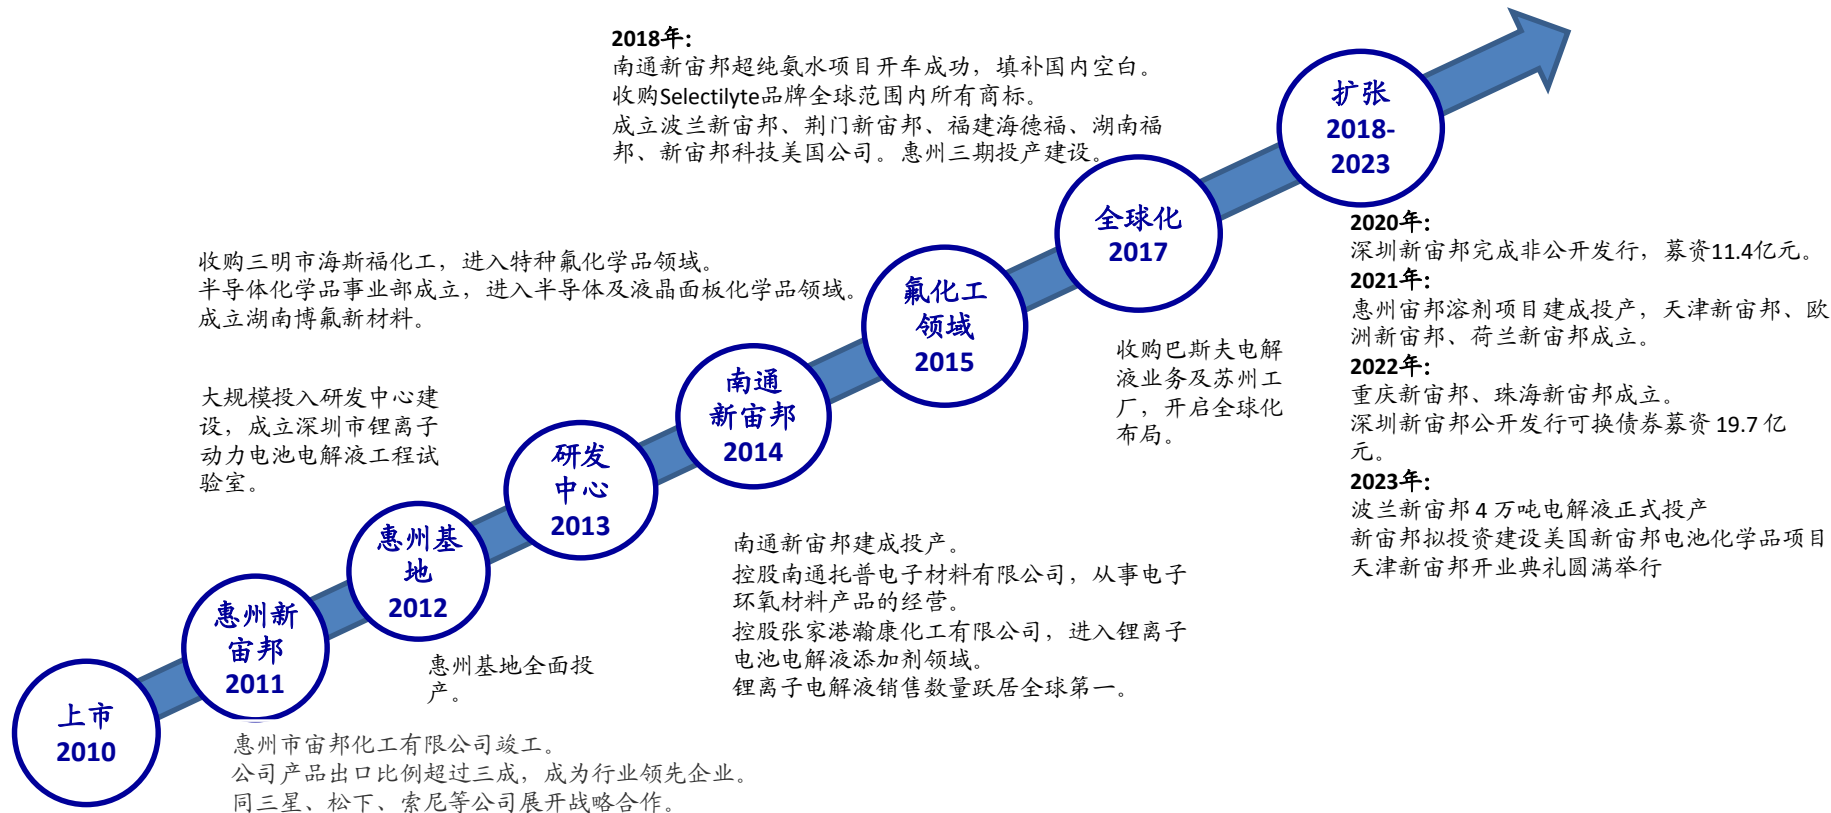 2018年:
南通新宙邦超纯氨水项目开车成功，填补国内空白。
收购Selectilyte品牌全球范围内所有商标。
成立波兰新宙邦、荆门新宙邦、福建海德福、湖南福
邦、新宙邦科技美国公司。惠州三期投产建设。
扩张
2018-
2023
全球化
2017
2020年:
深圳新宙邦完成非公开发行，募资11.4亿元。
2021年:
惠州宙邦溶剂项目建成投产，天津新宙邦、欧
洲新宙邦、荷兰新宙邦成立。
2022年:
重庆新宙邦、珠海新宙邦成立。
深圳新宙邦公开发行可换债券募资 19.7 亿
元。
2023年:
波兰新宙邦 4 万吨电解液正式投产
新宙邦拟投资建设美国新宙邦电池化学品项目
天津新宙邦开业典礼圆满举行
收购三明市海斯福化工，进入特种氟化学品领域。
半导体化学品事业部成立，进入半导体及液晶面板化学品领域。
成立湖南博氟新材料。
氟化工
领域
2015
收购巴斯夫电解
液业务及苏州工
厂，开启全球化
布局。
南通
新宙邦
2014
大规模投入研发中心建
设，成立深圳市锂离子
动力电池电解液工程试
验室。
研发
中心
2013
惠州基
地
2012
南通新宙邦建成投产。
控股南通托普电子材料有限公司，从事电子
环氧材料产品的经营。
控股张家港瀚康化工有限公司，进入锂离子
电池电解液添加剂领域。
锂离子电解液销售数量跃居全球第一。
惠州新
宙邦
2011
惠州基地全面投
产。
上市
2010
惠州市宙邦化工有限公司竣工。
公司产品出口比例超过三成，成为行业领先企业。
同三星、松下、索尼等公司展开战略合作。